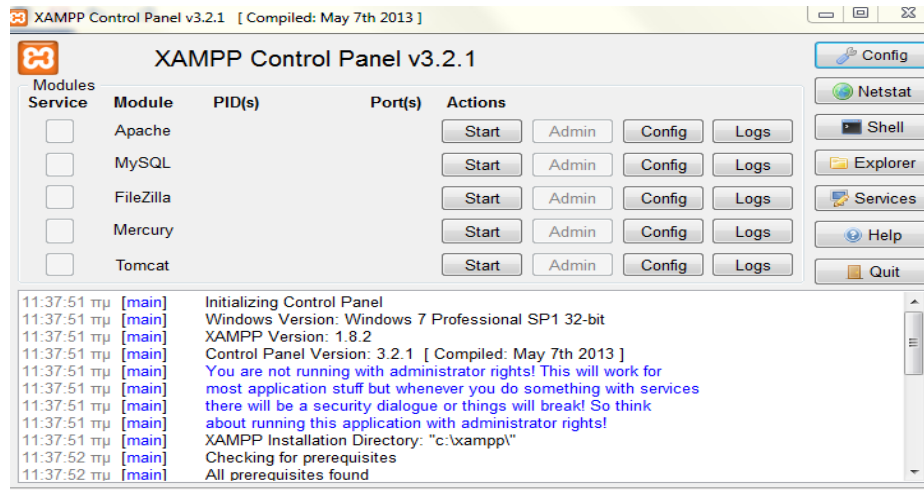 XAMPP Control Panel v3.2.1 [ Compiled: May 7th 2013 ]
XAMPP Control Panel v3.2.1
Config
Netstat
Shell
Explorer
Services
Help
Quit
Modules
Service Module PID(s) Port(s) Actions
Apache Start Admin Config Logs
MySQL Start Admin Config Logs
FileZilla Start Admin Config Logs
Mercury Start Admin Config Logs
Tomcat Start Admin Config Logs
11:37:51 πμ [main] Initializing Control Panel
11:37:51 πμ [main] Windows Version: Windows 7 Professional SP1 32-bit
11:37:51 πμ [main] XAMPP Version: 1.8.2
11:37:51 πμ [main] Control Panel Version: 3.2.1 [ Compiled: May 7th 2013 ]
11:37:51 πμ [main] You are not running with administrator rights! This will work for
11:37:51 πμ [main] most application stuff but whenever you do something with services
11:37:51 πμ [main] there will be a security dialogue or things will break! So think
11:37:51 πμ [main] about running this application with administrator rights!
11:37:51 πμ [main] XAMPP Installation Directory: "c:\xampp\"
11:37:52 πμ [main] Checking for prerequisites
11:37:52 πμ [main] All prerequisites found